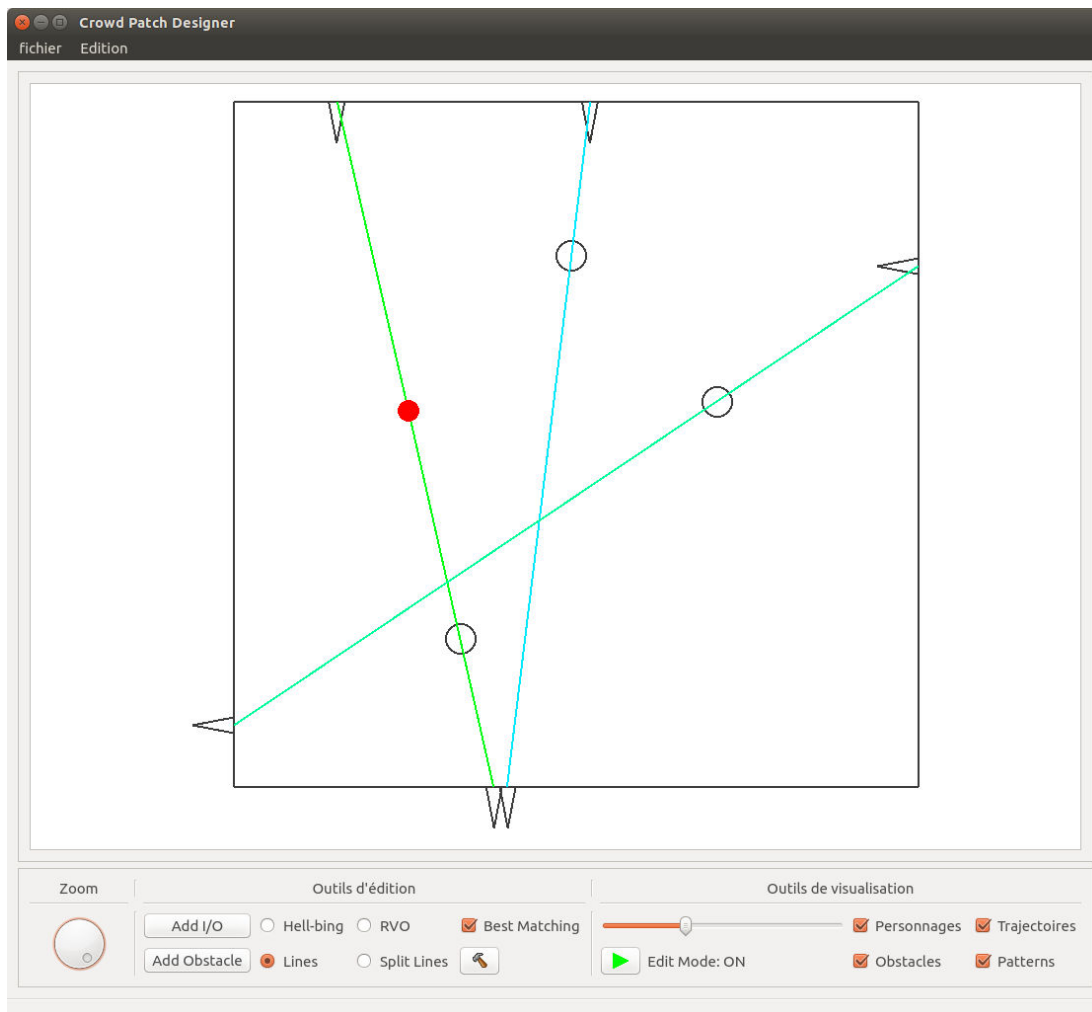 Crowd Patch Designer
fichier Edition
Zoom Outils d'édition Outils de visualisation
Add I/O Hell-bing RVO Best Matching Personnages Trajectoires
Add Obstacle Lines Split Lines Edit Mode: ON Obstacles Patterns